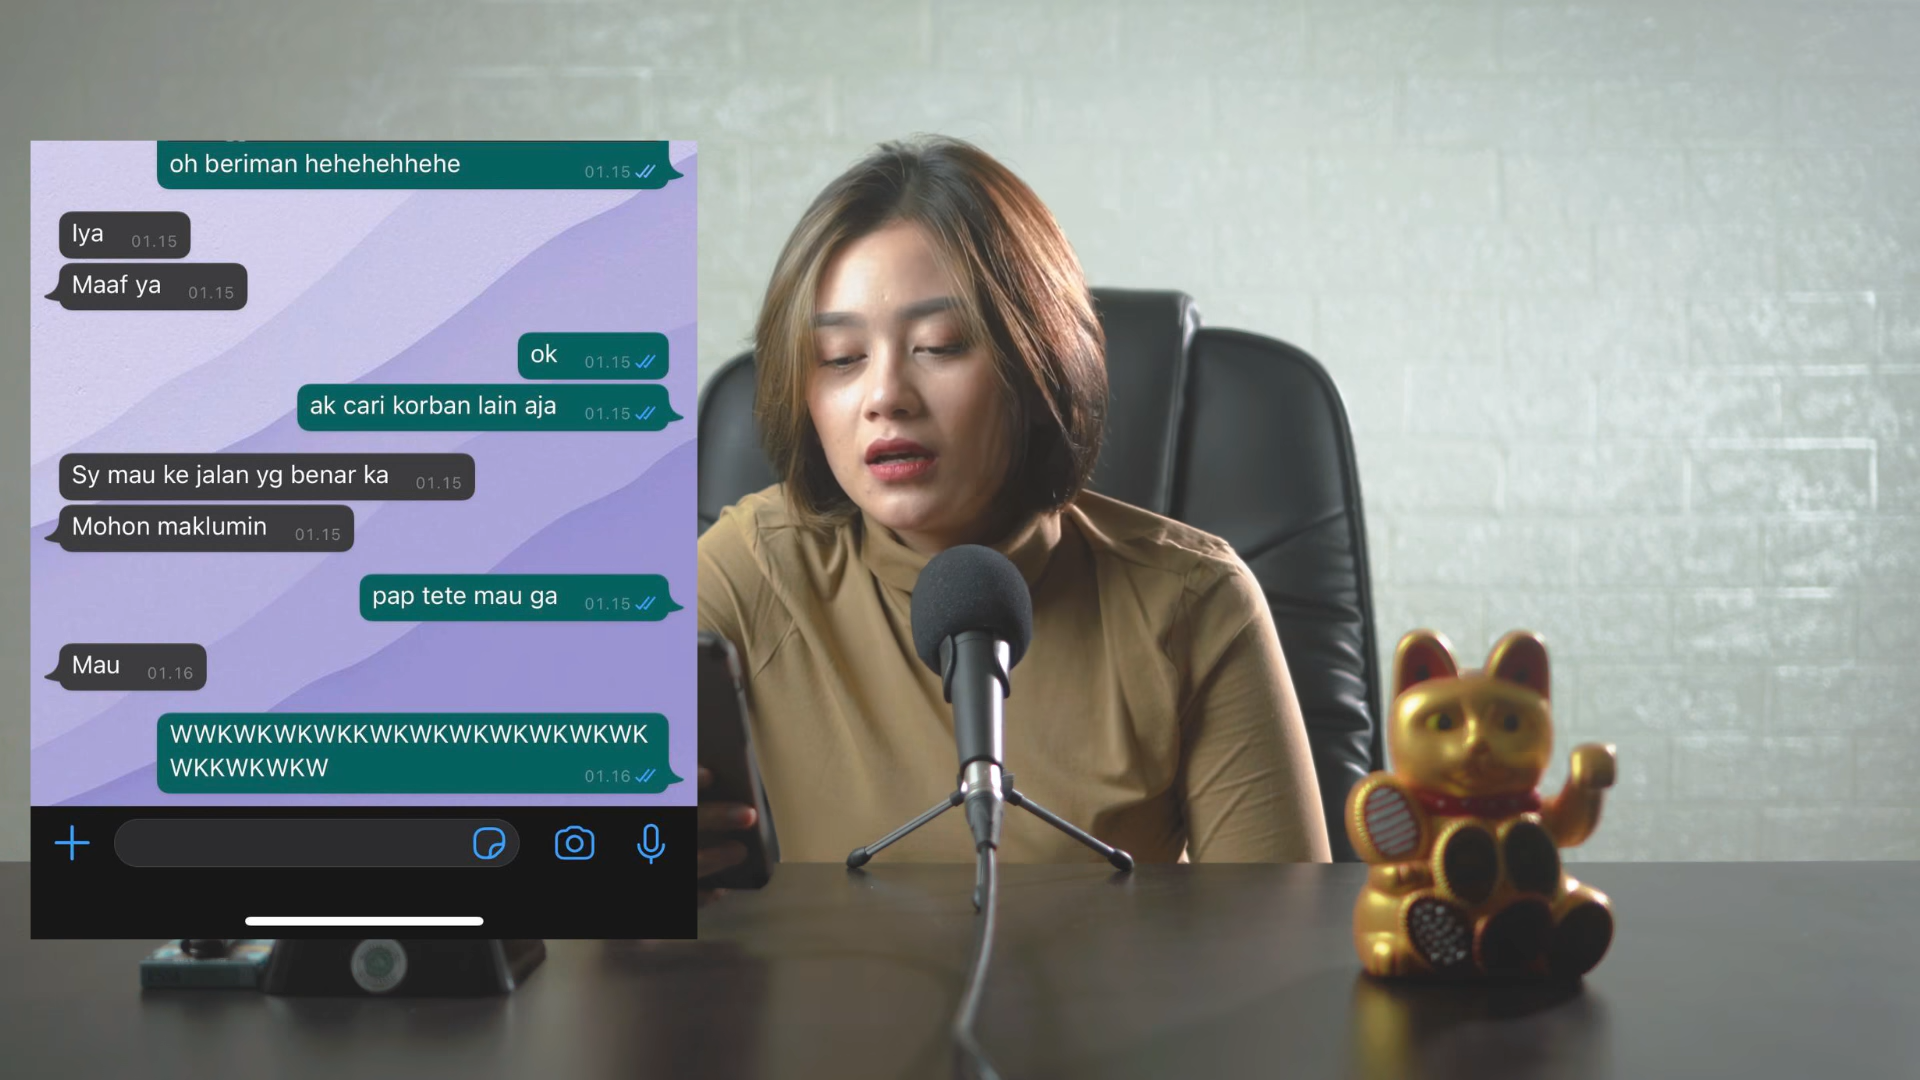 oh beriman hehehehhehe 01.15
Iya 01.15
Maaf ya 01.15
ok 01.15
ak cari korban lain aja 01.15
Sy mau ke jalan yg benar ka 01.15
Mohon maklumin 01.15
pap tete mau ga 01.15
Mau 01.16
WWKWKWKWKKWKWKWKWKWKWKWKWK
WKKWKWKW 01.16